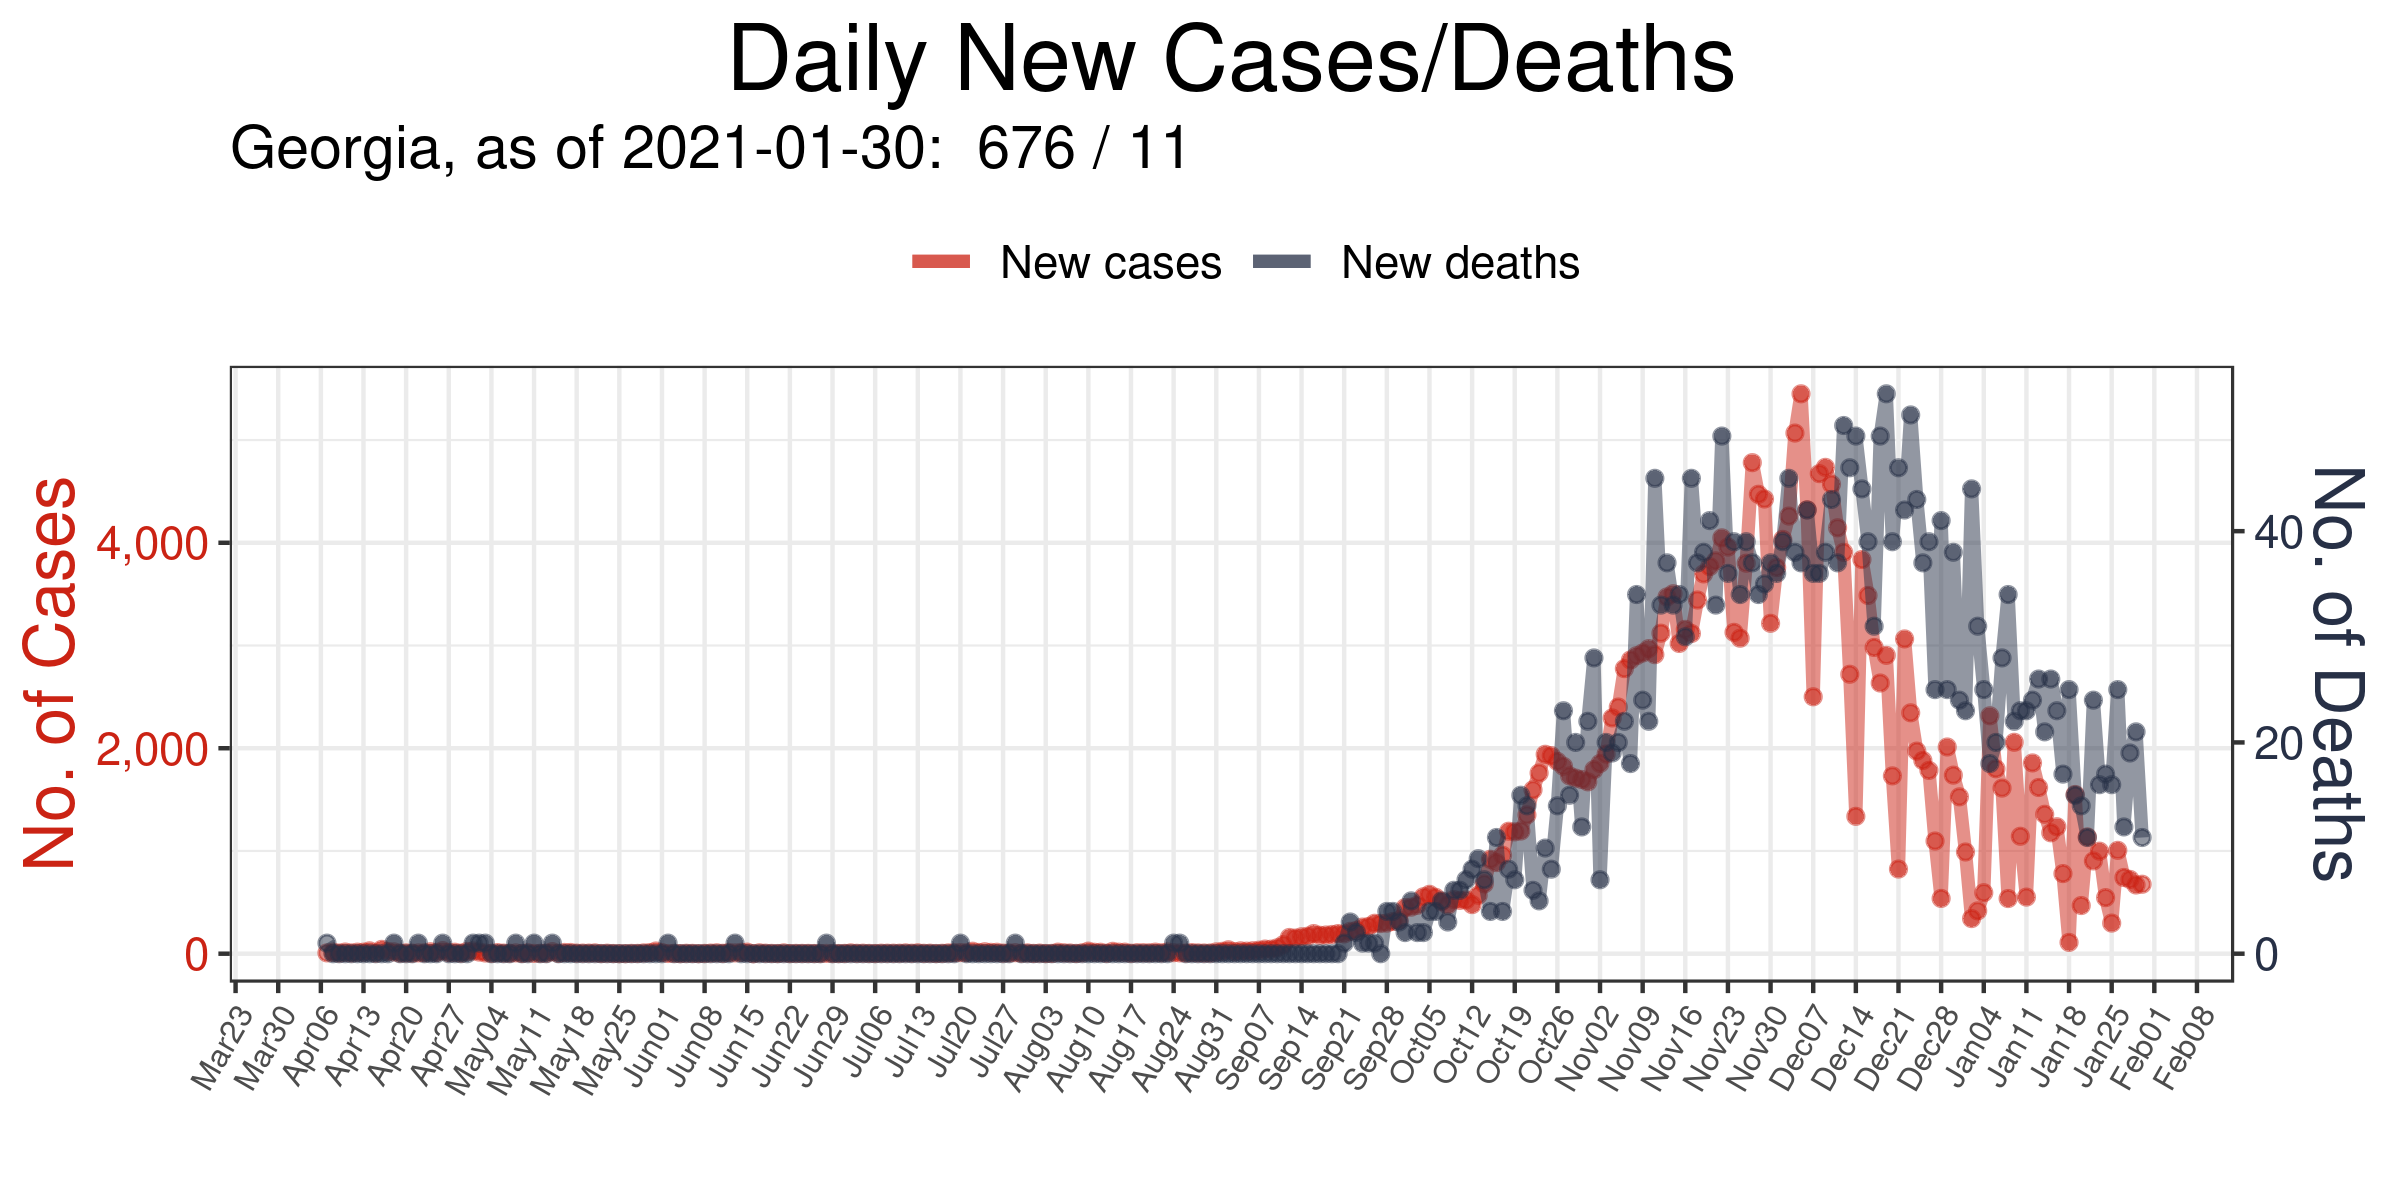 Daily New Cases/Deaths
Georgia, as of 2021-01-30:  676 / 11
New cases New deaths
No. of Cases
4,000
2,000
0
40
20
0
No. of Deaths
Mar23 Mar30 Apr06 Apr13 Apr20 Apr27 May04 May11 May18 May25 Jun01 Jun08 Jun15 Jun22 Jun29 Jul06 Jul13 Jul20 Jul27 Aug03 Aug10 Aug17 Aug24 Aug31 Sep07 Sep14 Sep21 Sep28 Oct05 Oct12 Oct19 Oct26 Nov02 Nov09 Nov16 Nov23 Nov30 Dec07 Dec14 Dec21 Dec28 Jan04 Jan11 Jan18 Jan25 Feb01 Feb08